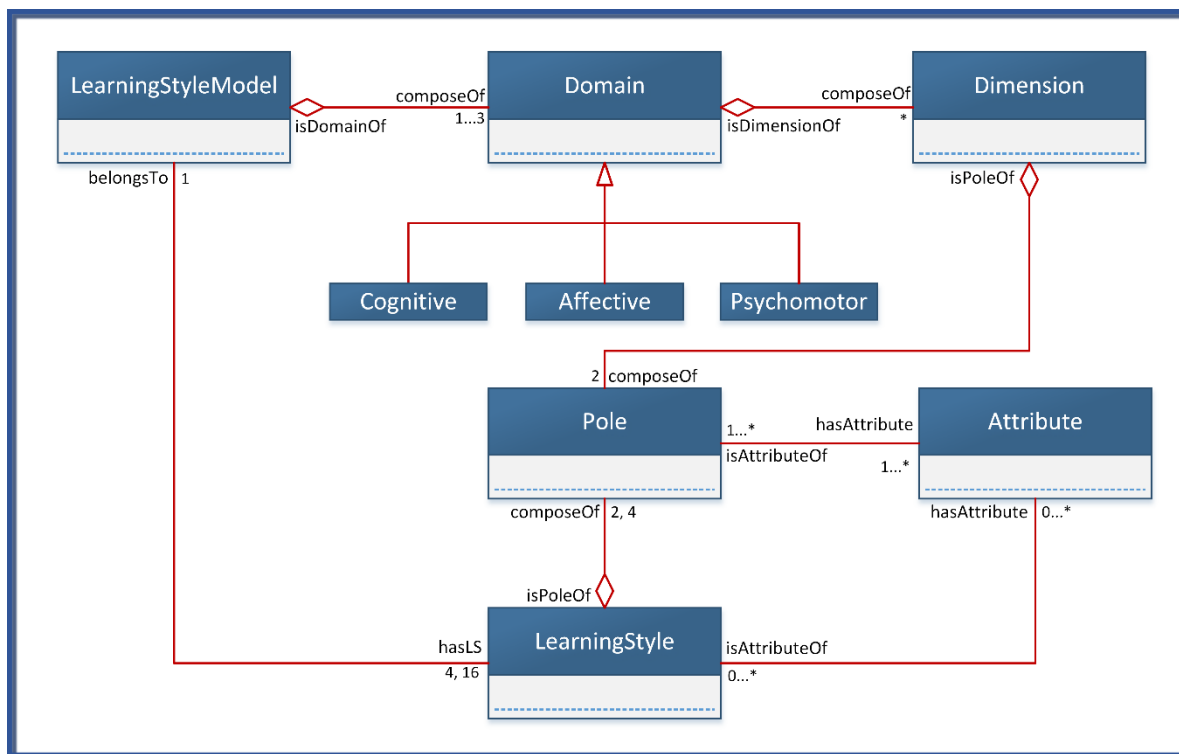 LearningStyleModel
composeOf
1...3
isDomainOf
Domain
composeOf
*
isDimensionOf
Dimension
belongsTo 1
isPoleOf
Cognitive
Affective
Psychomotor
2 composeOf
Pole
1...*
hasAttribute
isAttributeOf
1...*
Attribute
composeOf 2, 4
hasAttribute 0...*
isPoleOf
hasLS
4, 16
LearningStyle
isAttributeOf
0...*